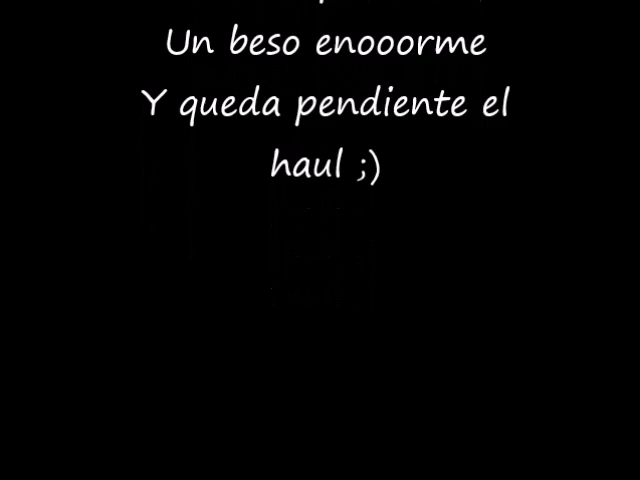 Un beso enooorme
Y queda pendiente el
haul ;)